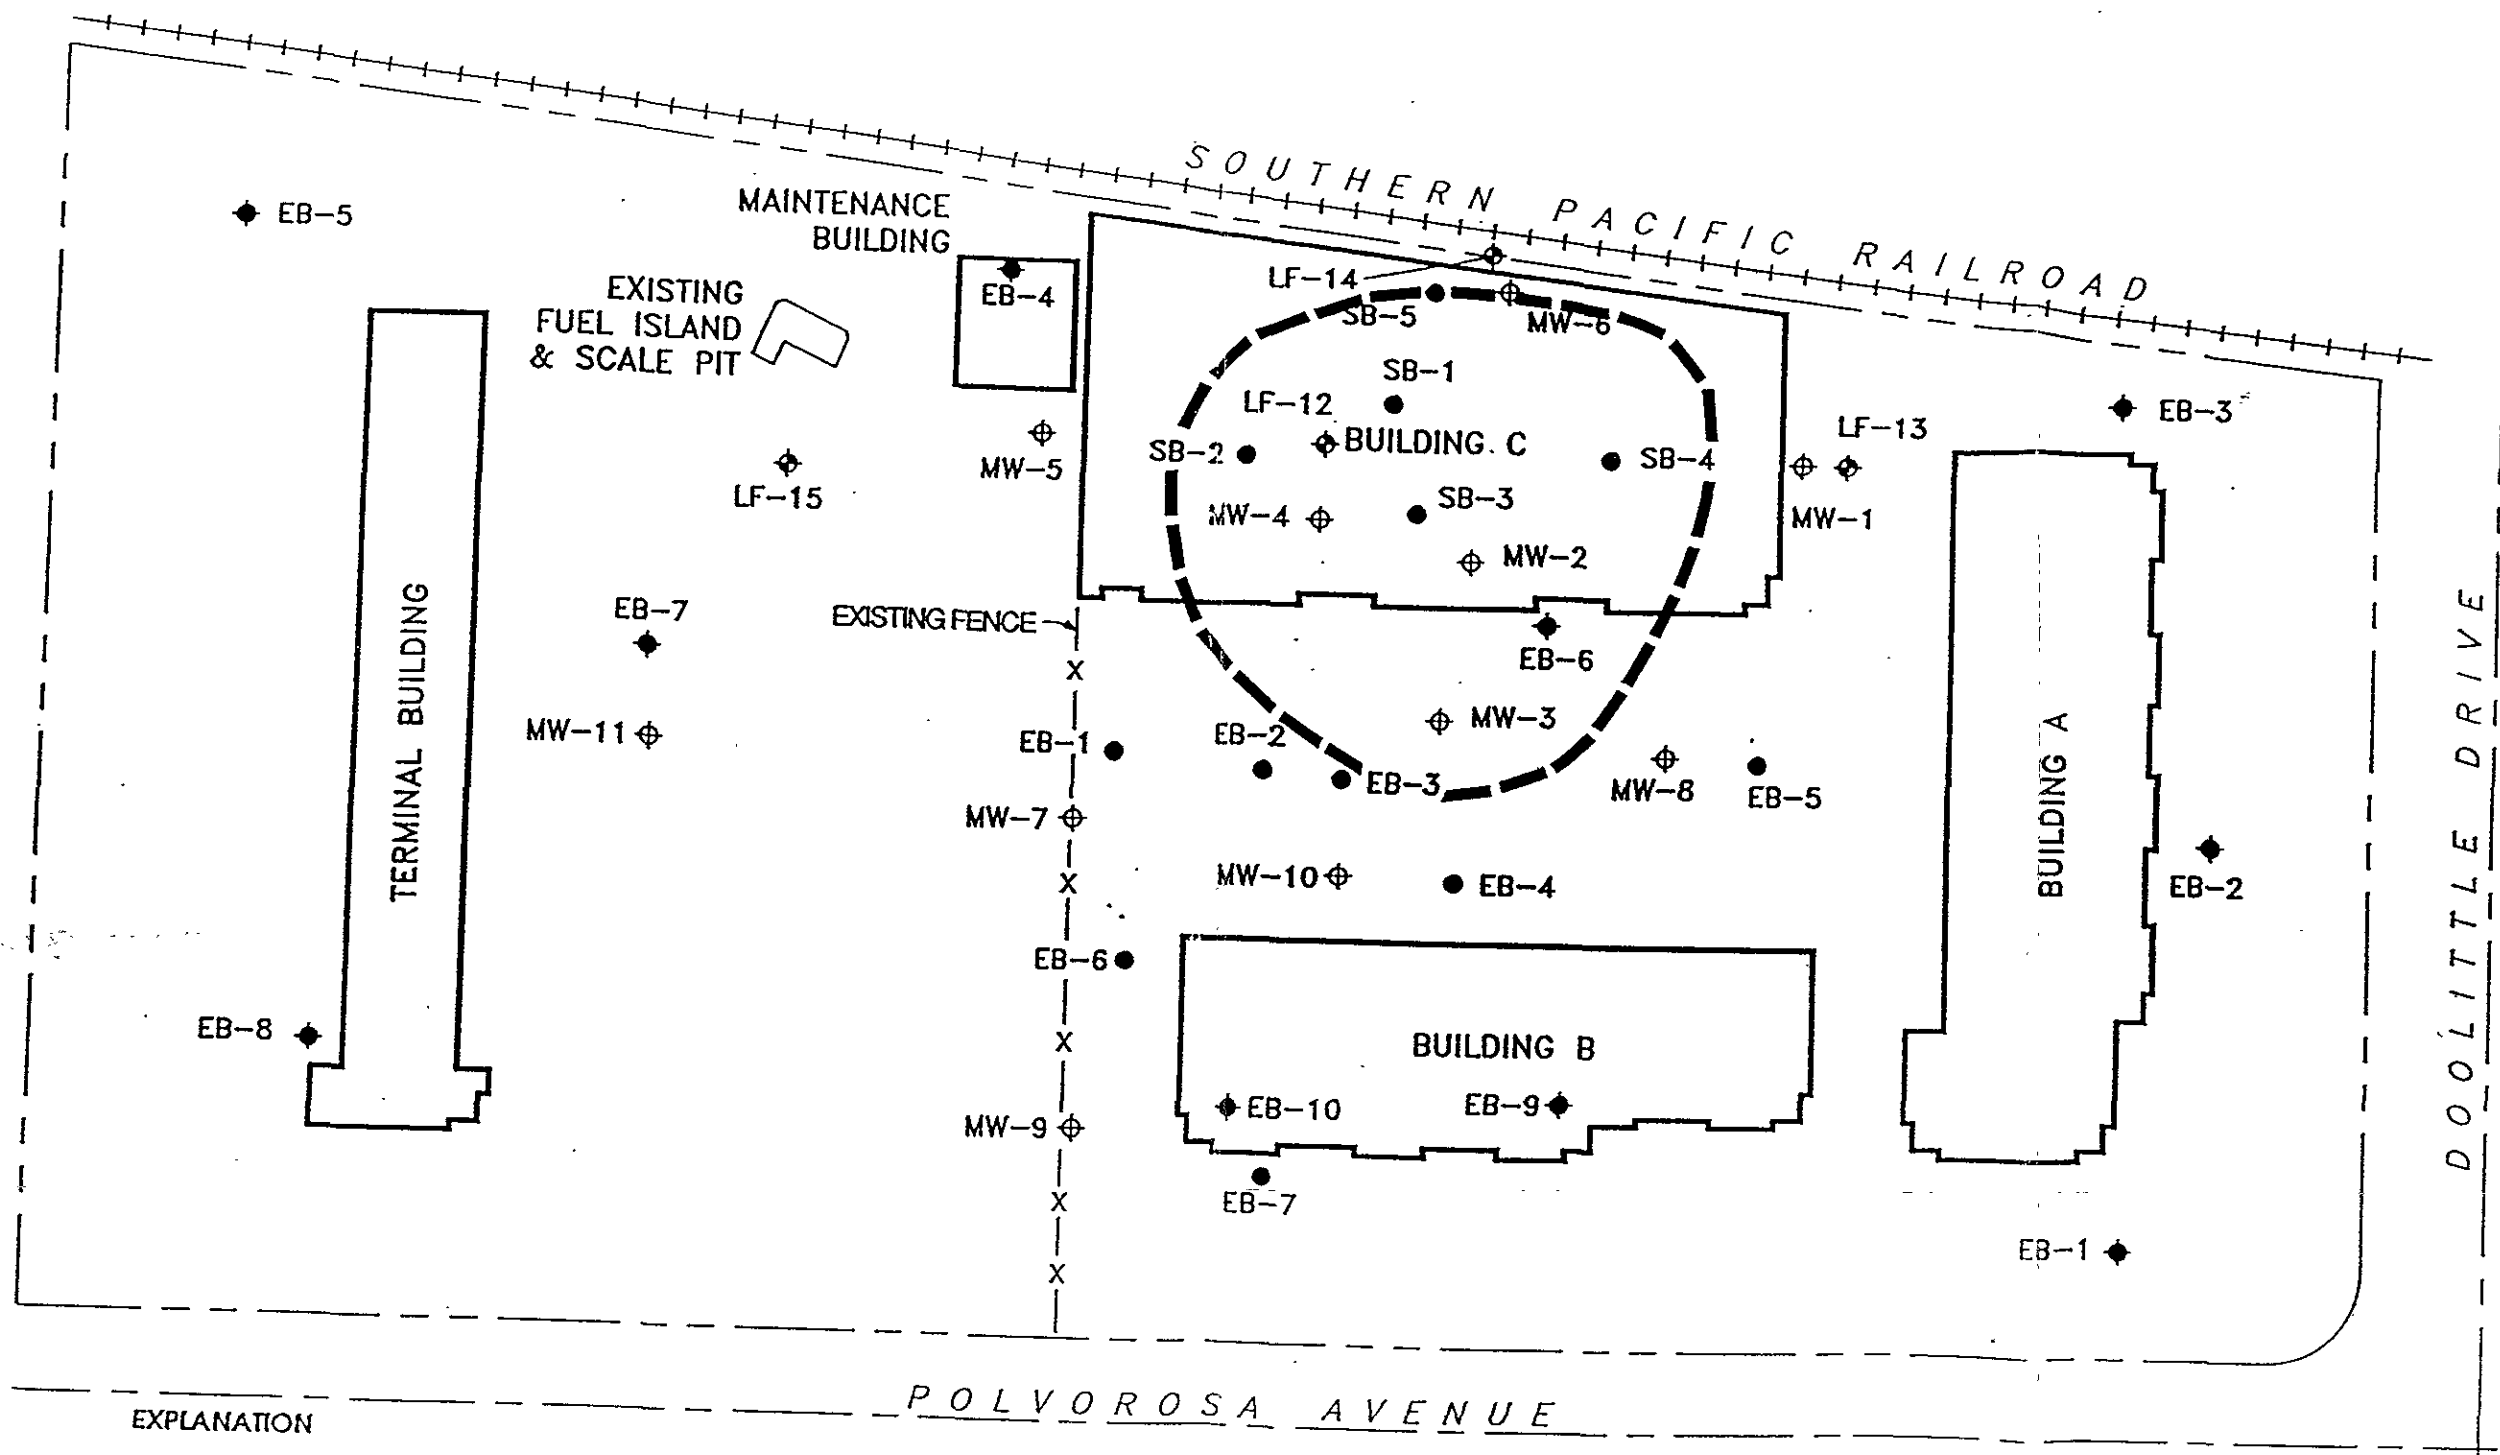 SOUTHERN PACIFIC RAILROAD
EB-5
MAINTENANCE
BUILDING
EXISTING
FUEL ISLAND
& SCALE PIT
EB-4
LF-14
SB-5
MW-6
SB-1
LF-12
BUILDING. C
SB-2
SB-4
LF-13
EB-3
MW-5
LF-15
MW-4
SB-3
MW-1
MW-2
EB-7
EXISTING FENCE
X
EB-6
TERMINAL BUILDING
MW-11
EB-1
EB-2
MW-3
EB-3
MW-8
EB-5
BUILDING A
DOOLITTLE DRIVE
MW-7
X
MW-10
EB-4
EB-2
EB-6
EB-8
X
BUILDING B
EB-10
EB-9
MW-9
EB-7
X
EB-1
X
POLVOROSA AVENUE
EXPLANATION